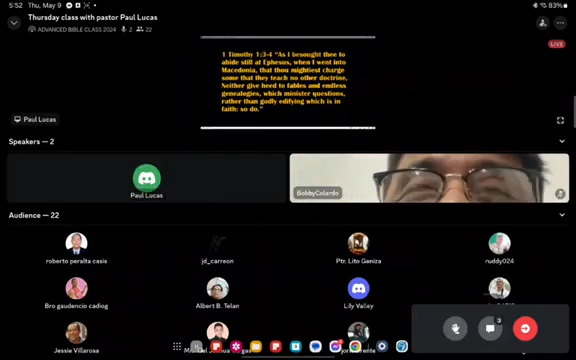 5:52 Thu, May 9
83%
Thursday class with pastor Paul Lucas
ADVANCED BIBLE CLASS 2024 2 22
LIVE
1 Timothy 1:3-4 "As I besought thee to
abide still at Ephesus, when I went into
Macedonia, that thou mightiest charge
some that they teach no other doctrine,
Neither give heed to fables and endless
genealogies, which minister questions,
rather than godly edifying which is in
faith: so do."
Paul Lucas
Speakers — 2
Paul Lucas
BobbyColardo
Audience — 22
roberto peralta casis
jd_carreon
Ptr. Lito Geniza
ruddy024
Bro gaudencio cadiog
Albert B. Telan
Lily Valley
3
Jessie Villarosa